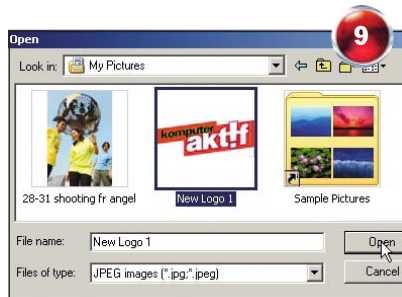 Open
9
Look in: My Pictures
komputer
akt!f
28-31 shooting fr angel
New Logo 1
Sample Pictures
File name: New Logo 1
Open
Files of type: JPEG images (*.jpg;*.jpeg)
Cancel